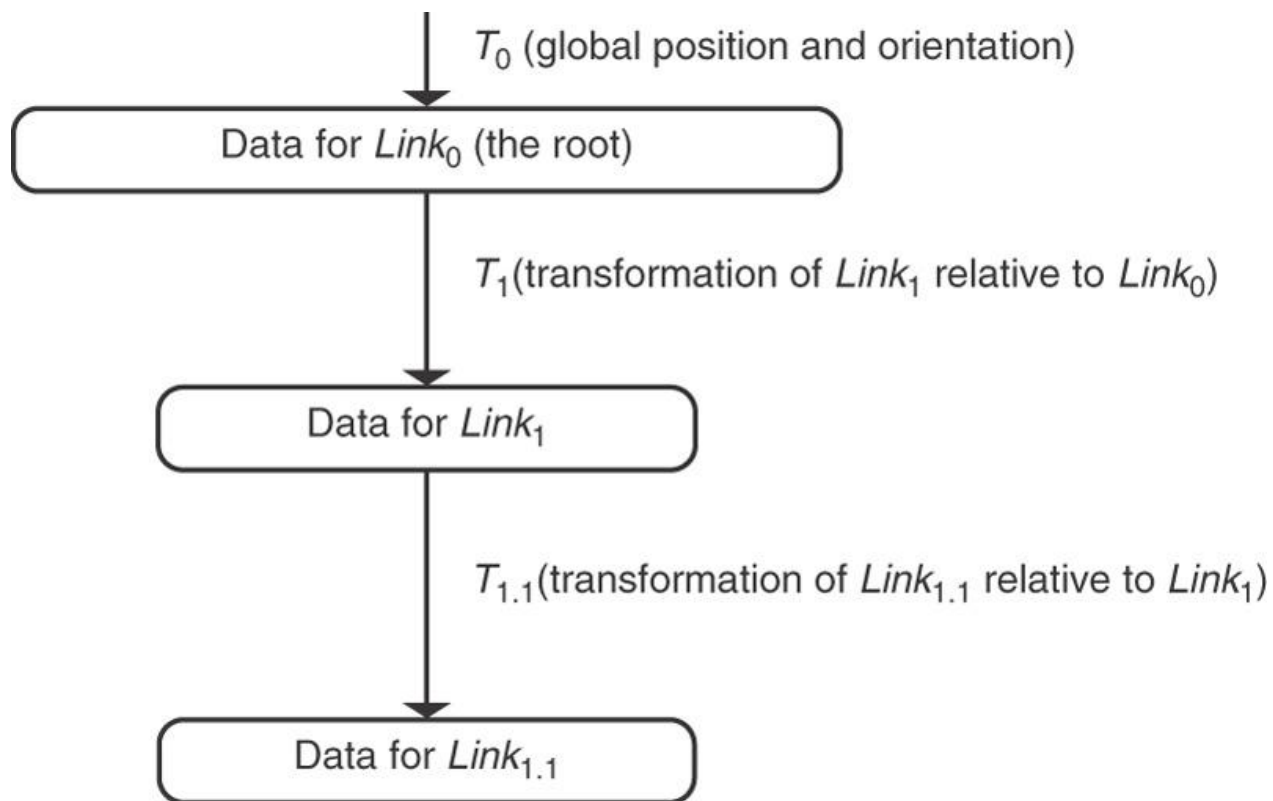 T₀ (global position and orientation)
Data for Link₀ (the root)
T₁(transformation of Link₁ relative to Link₀)
Data for Link₁
T₁.₁(transformation of Link₁.₁ relative to Link₁)
Data for Link₁.₁